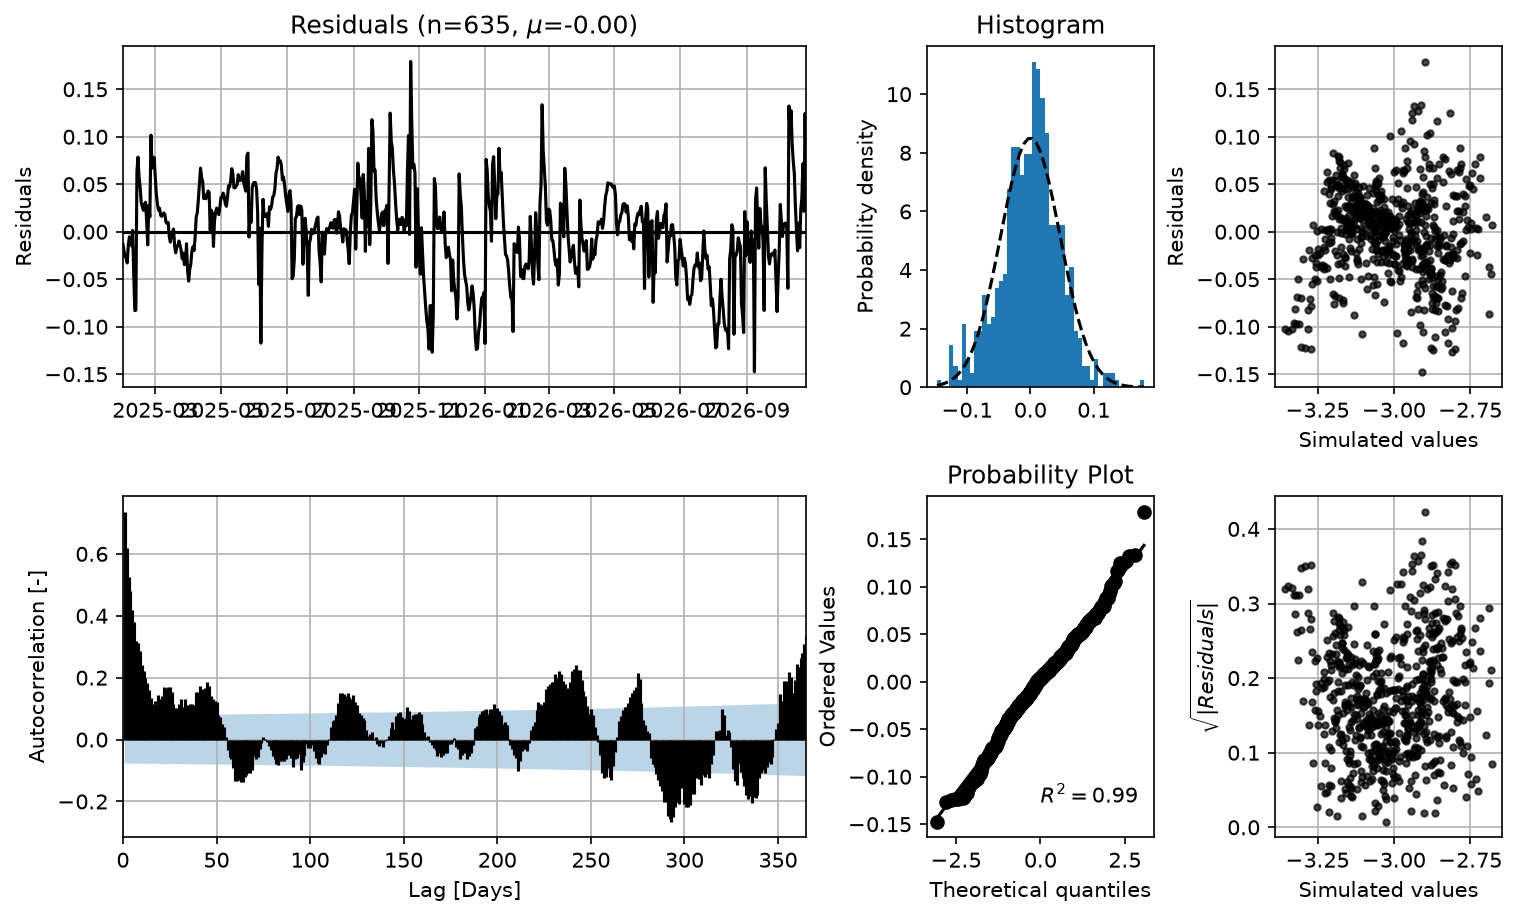 Residuals (n=635, μ=-0.00)
Residuals
0.15
0.10
0.05
0.00
−0.05
−0.10
−0.15
2025-03 2025-05 2025-07 2025-09 2025-11 2026-01 2026-03 2026-05 2026-07 2026-09
Histogram
Probability density
10
8
6
4
2
0
−0.1 0.0 0.1
Residuals
0.15
0.10
0.05
0.00
−0.05
−0.10
−0.15
−3.25 −3.00 −2.75
Simulated values
Autocorrelation [-]
0.6
0.4
0.2
0.0
−0.2
0 50 100 150 200 250 300 350
Lag [Days]
Probability Plot
Ordered Values
0.15
0.10
0.05
0.00
−0.05
−0.10
−0.15
R² = 0.99
−2.5 0.0 2.5
Theoretical quantiles
√|Residuals|
0.4
0.3
0.2
0.1
0.0
−3.25 −3.00 −2.75
Simulated values